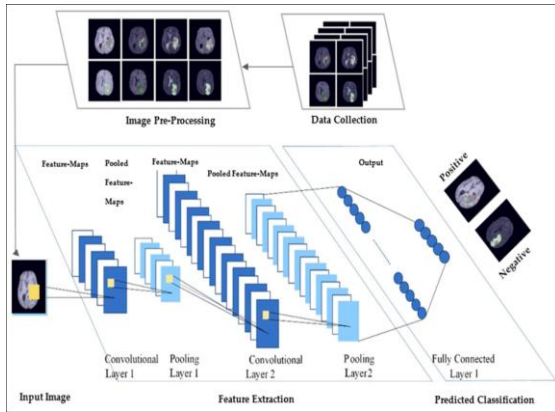 Image Pre-Processing
Data Collection
Feature-Maps
Pooled
Feature-
Maps
Feature-Maps
Pooled Feature-Maps
Output
Positive
Negative
Convolutional
Layer 1
Pooling
Layer 1
Convolutional
Layer 2
Pooling
Layer2
Fully Connected
Layer 1
Input Image
Feature Extraction
Predicted Classification